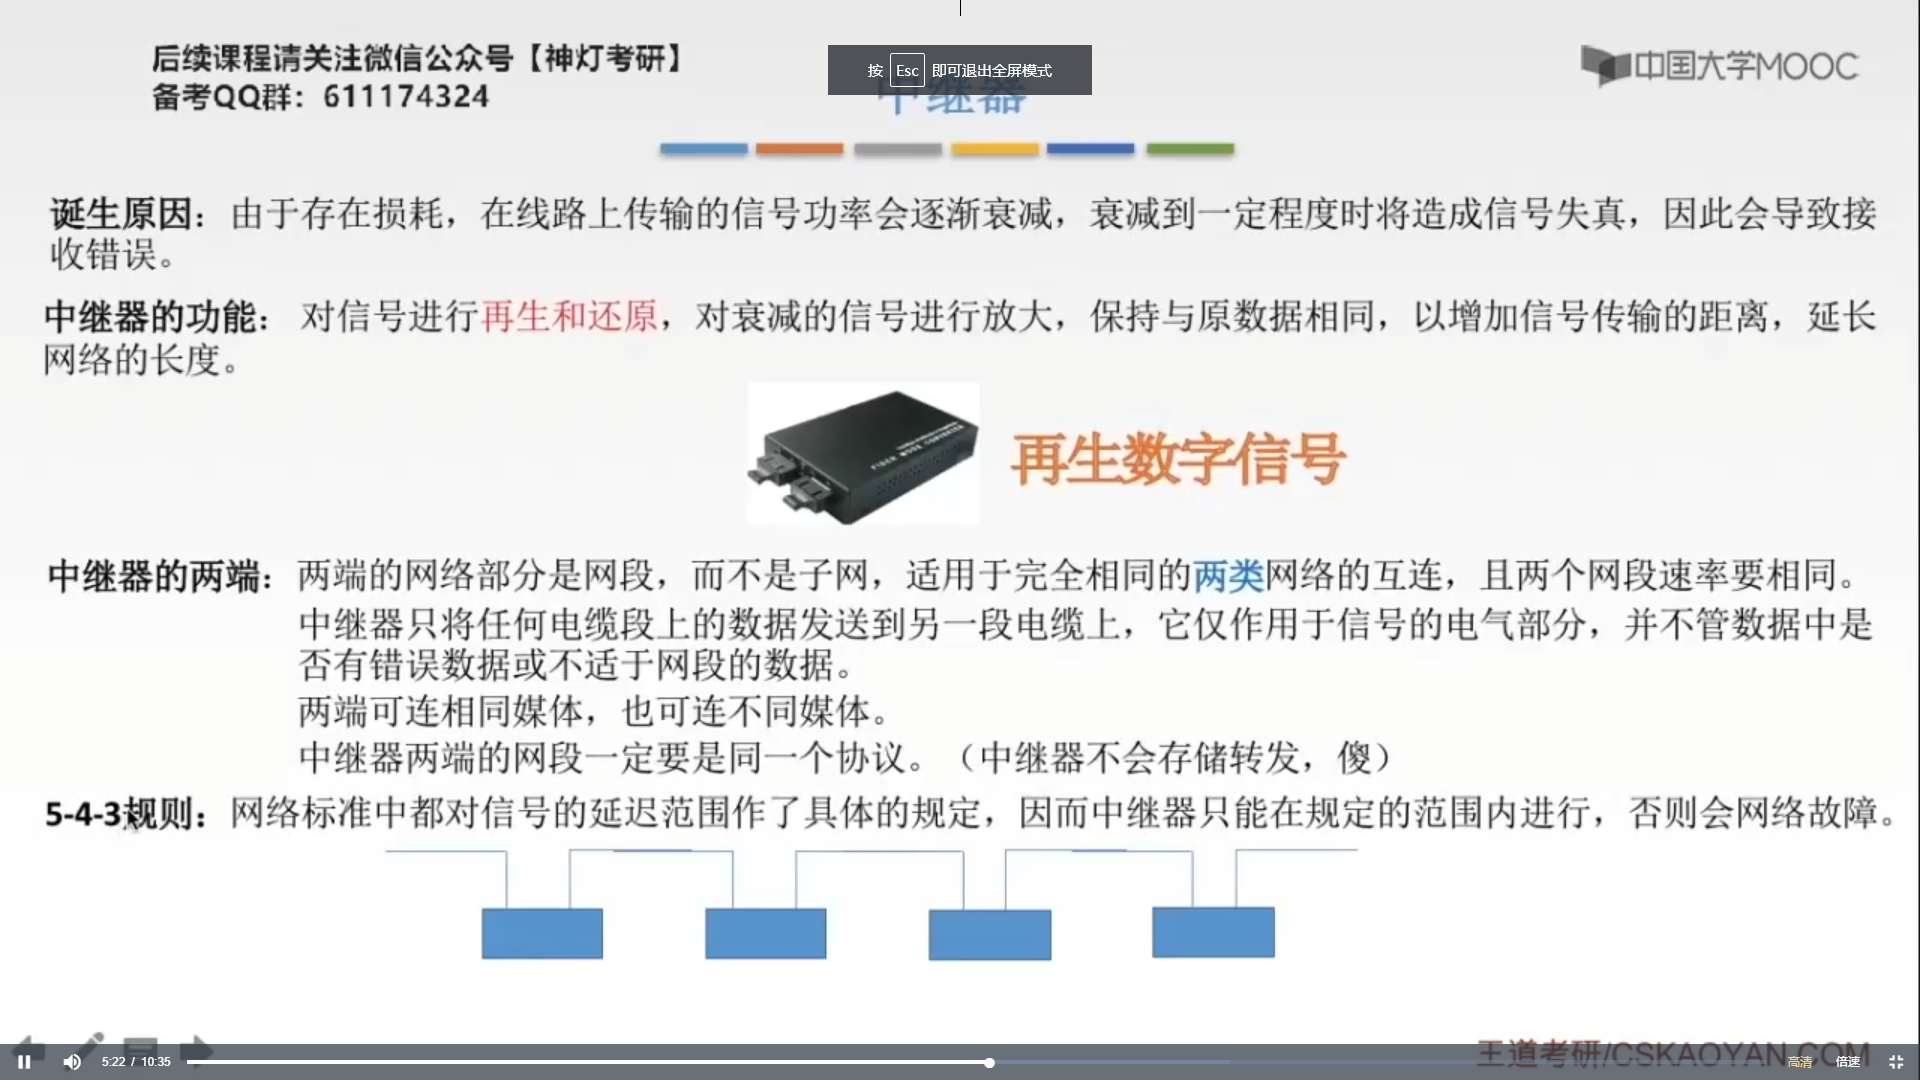 后续课程请关注微信公众号【神灯考研】
备考QQ群：611174324
按 Esc 即可退出全屏模式
中国大学MOOC
中继器
诞生原因：由于存在损耗，在线路上传输的信号功率会逐渐衰减，衰减到一定程度时将造成信号失真，因此会导致接
收错误。
中继器的功能： 对信号进行再生和还原，对衰减的信号进行放大，保持与原数据相同，以增加信号传输的距离，延长
网络的长度。
再生数字信号
中继器的两端：两端的网络部分是网段，而不是子网，适用于完全相同的两类网络的互连，且两个网段速率要相同。
中继器只将任何电缆段上的数据发送到另一段电缆上，它仅作用于信号的电气部分，并不管数据中是
否有错误数据或不适于网段的数据。
两端可连相同媒体，也可连不同媒体。
中继器两端的网段一定要是同一个协议。（中继器不会存储转发，傻）
5-4-3规则：网络标准中都对信号的延迟范围作了具体的规定，因而中继器只能在规定的范围内进行，否则会网络故障。
王道考研/CSKAOYAN.COM
5:22 / 10:35
高清
倍速